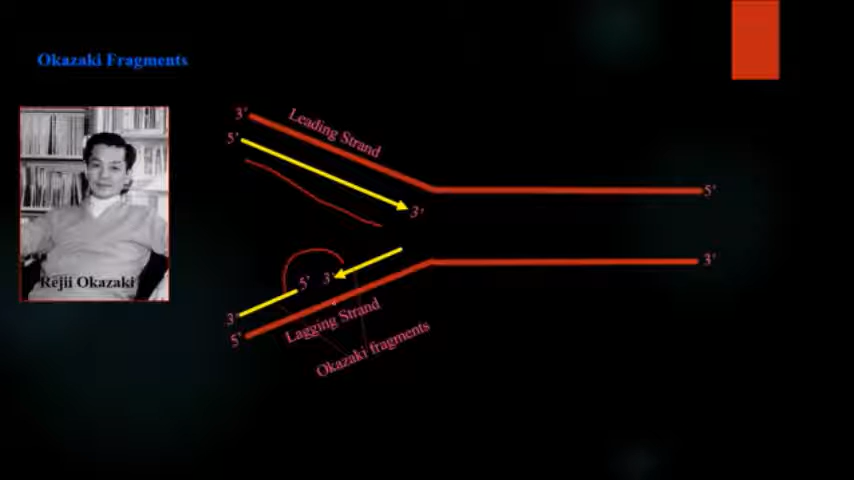 Okazaki Fragments
3'
Leading Strand
5'
5'
3'
3'
5'
3'
Rejii Okazaki
3'
Lagging Strand
5'
Okazaki fragments